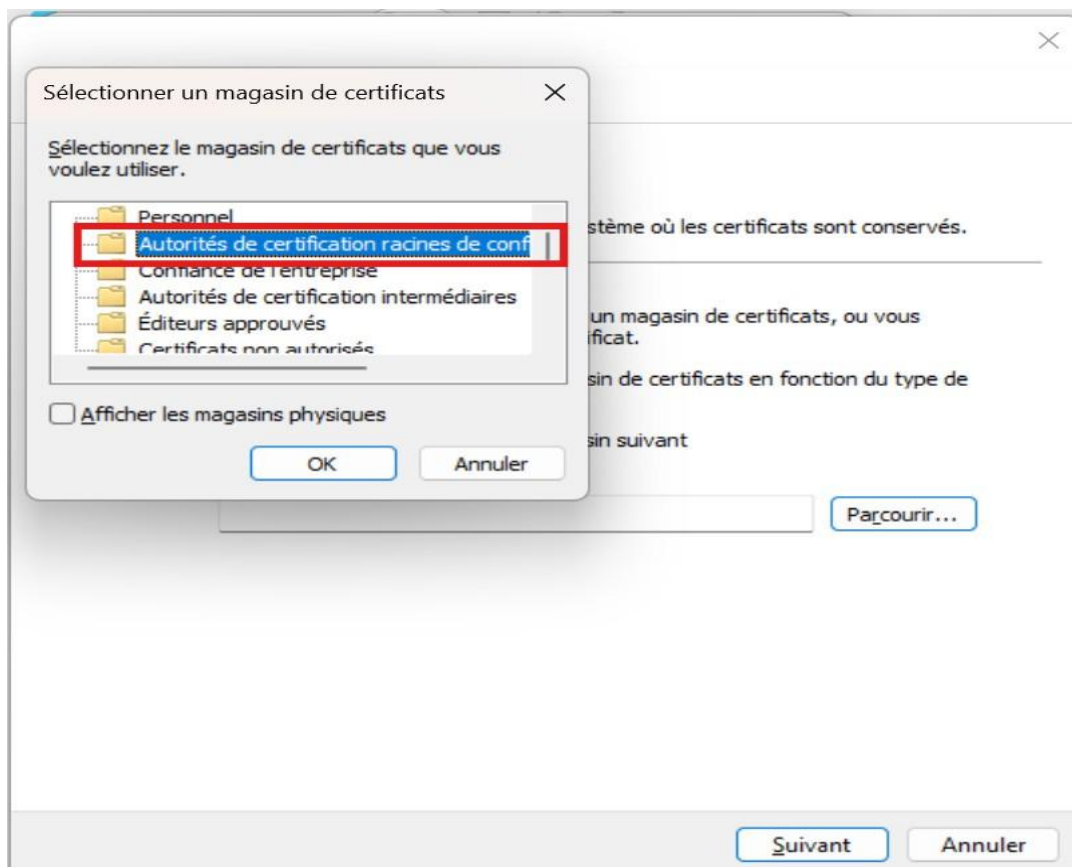 Sélectionner un magasin de certificats
Sélectionnez le magasin de certificats que vous
voulez utiliser.
Personnel
Autorités de certification racines de conf
Confiance de l'entreprise
Autorités de certification intermédiaires
Éditeurs approuvés
Certificats non autorisés
Afficher les magasins physiques
OK
Annuler
stème où les certificats sont conservés.
un magasin de certificats, ou vous
ificat.
sin de certificats en fonction du type de
sin suivant
Parcourir...
Suivant
Annuler